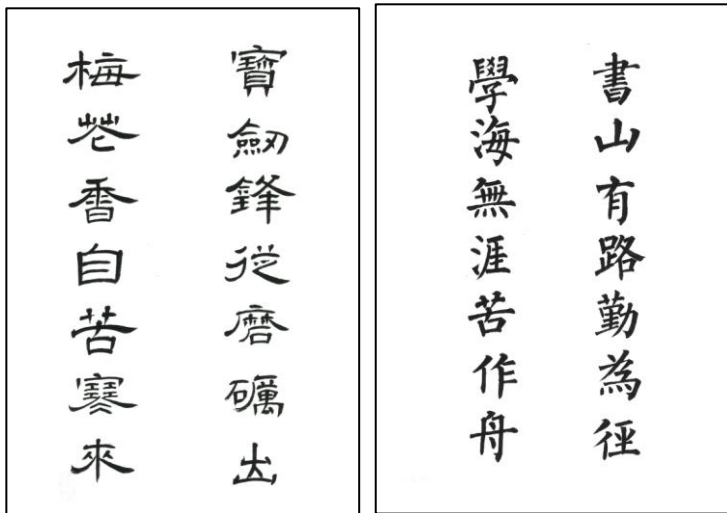 寶劍鋒從磨礪出
梅花香自苦寒來
書山有路勤為徑
學海無涯苦作舟